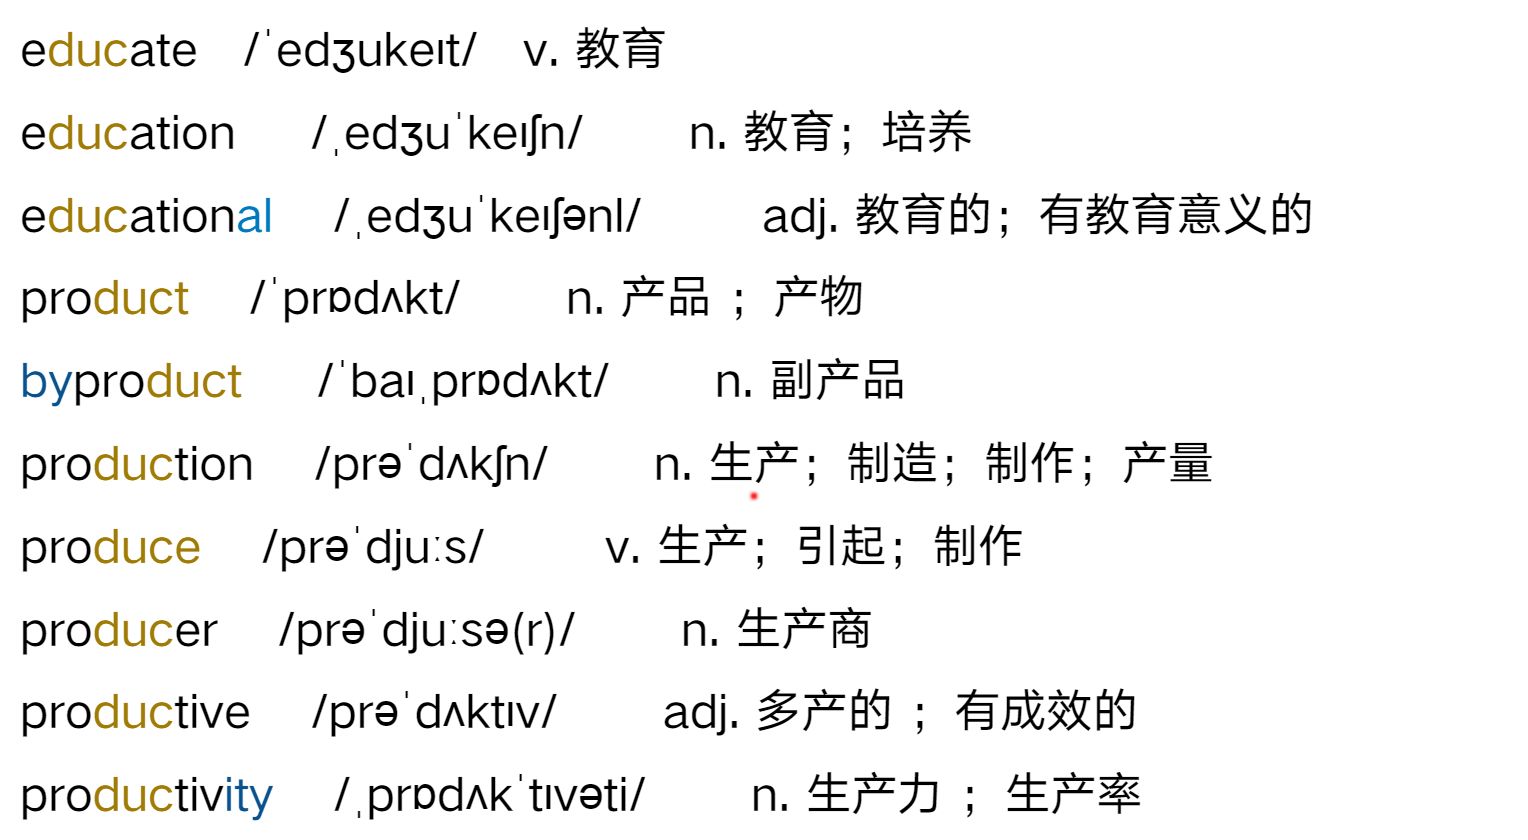 educate /ˈedʒukeɪt/ v. 教育
education /ˌedʒuˈkeɪʃn/ n. 教育；培养
educational /ˌedʒuˈkeɪʃənl/ adj. 教育的；有教育意义的
product /ˈprɒdʌkt/ n. 产品 ；产物
byproduct /ˈbaɪˌprɒdʌkt/ n. 副产品
production /prəˈdʌkʃn/ n. 生产；制造；制作；产量
produce /prəˈdjuːs/ v. 生产；引起；制作
producer /prəˈdjuːsə(r)/ n. 生产商
productive /prəˈdʌktɪv/ adj. 多产的 ；有成效的
productivity /ˌprɒdʌkˈtɪvəti/ n. 生产力 ；生产率